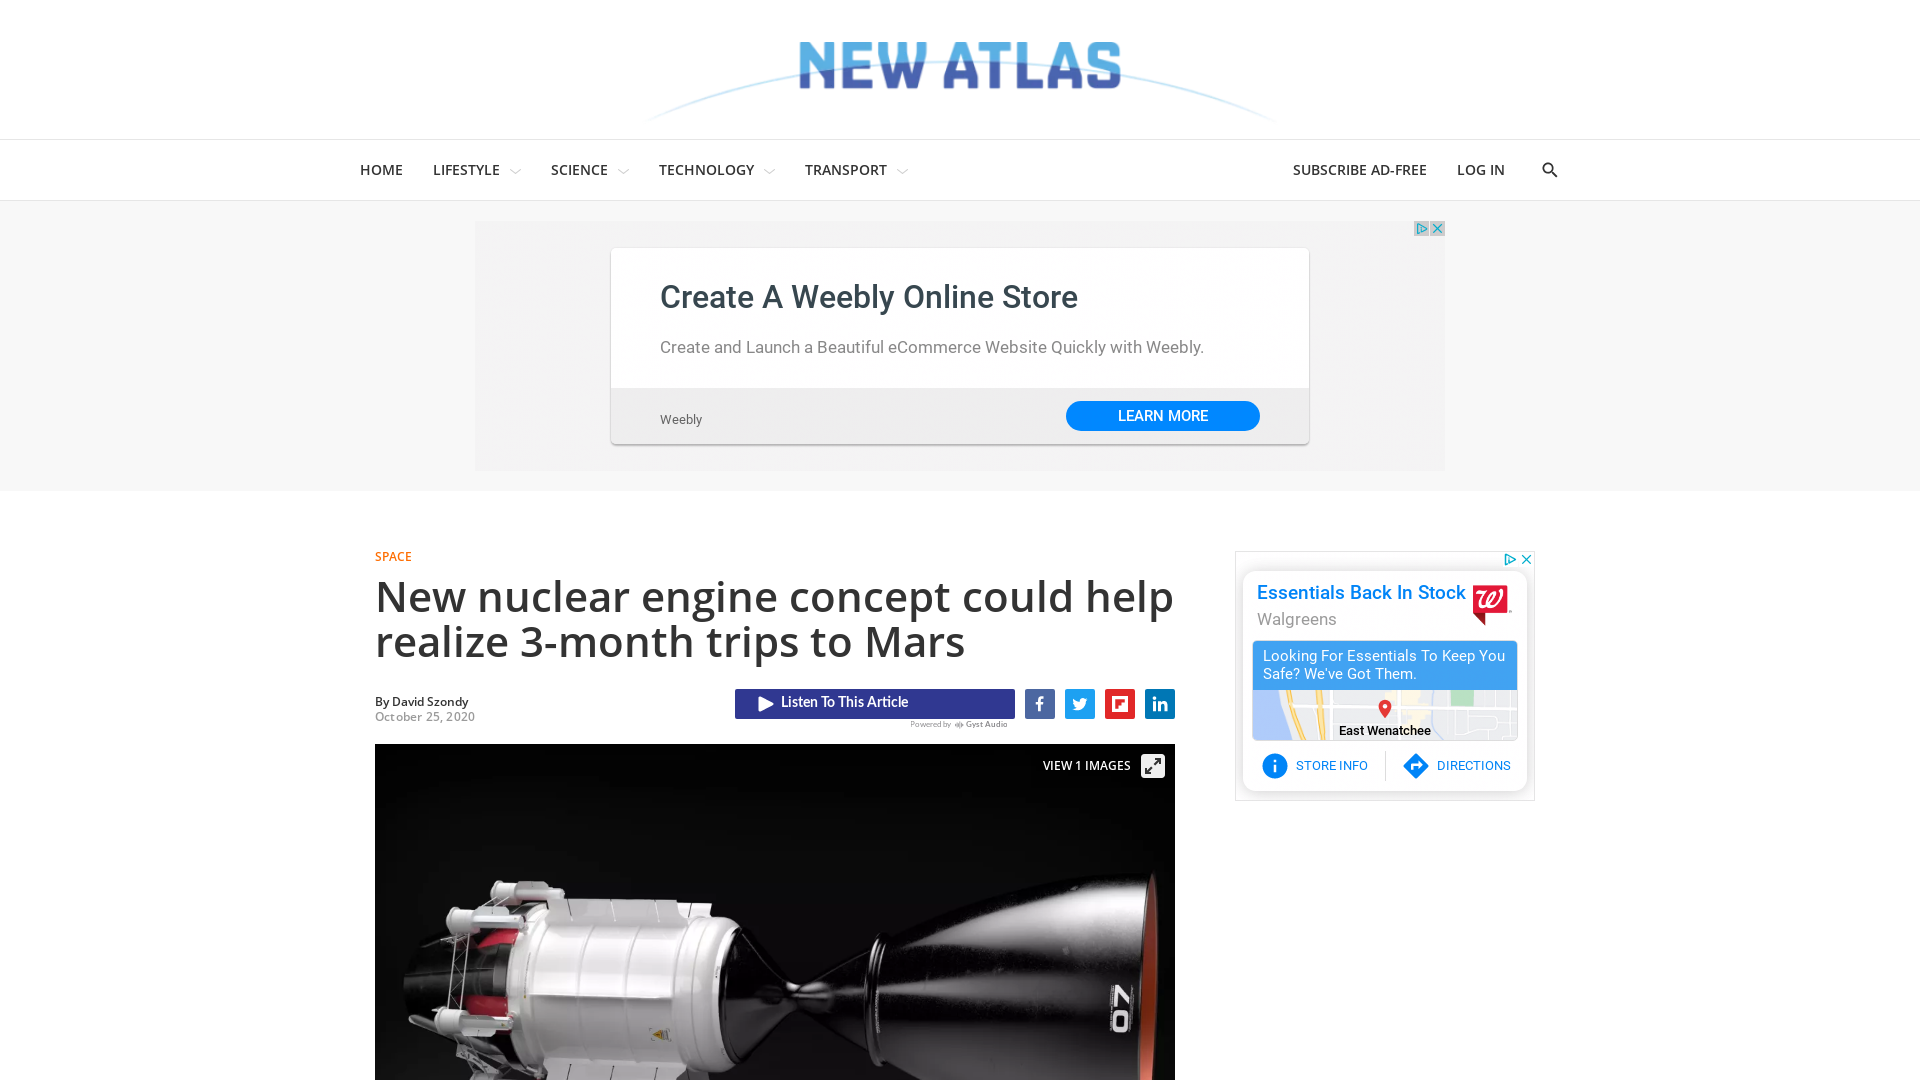 NEW ATLAS
HOME
LIFESTYLE
SCIENCE
TECHNOLOGY
TRANSPORT
SUBSCRIBE AD-FREE
LOG IN
Create A Weebly Online Store
Create and Launch a Beautiful eCommerce Website Quickly with Weebly.
Weebly
LEARN MORE
SPACE
New nuclear engine concept could help
realize 3-month trips to Mars
By David Szondy
October 25, 2020
Listen To This Article
Powered by Gyst Audio
VIEW 1 IMAGES
07
Essentials Back In Stock
Walgreens
Looking For Essentials To Keep You
Safe? We've Got Them.
East Wenatchee
STORE INFO
DIRECTIONS